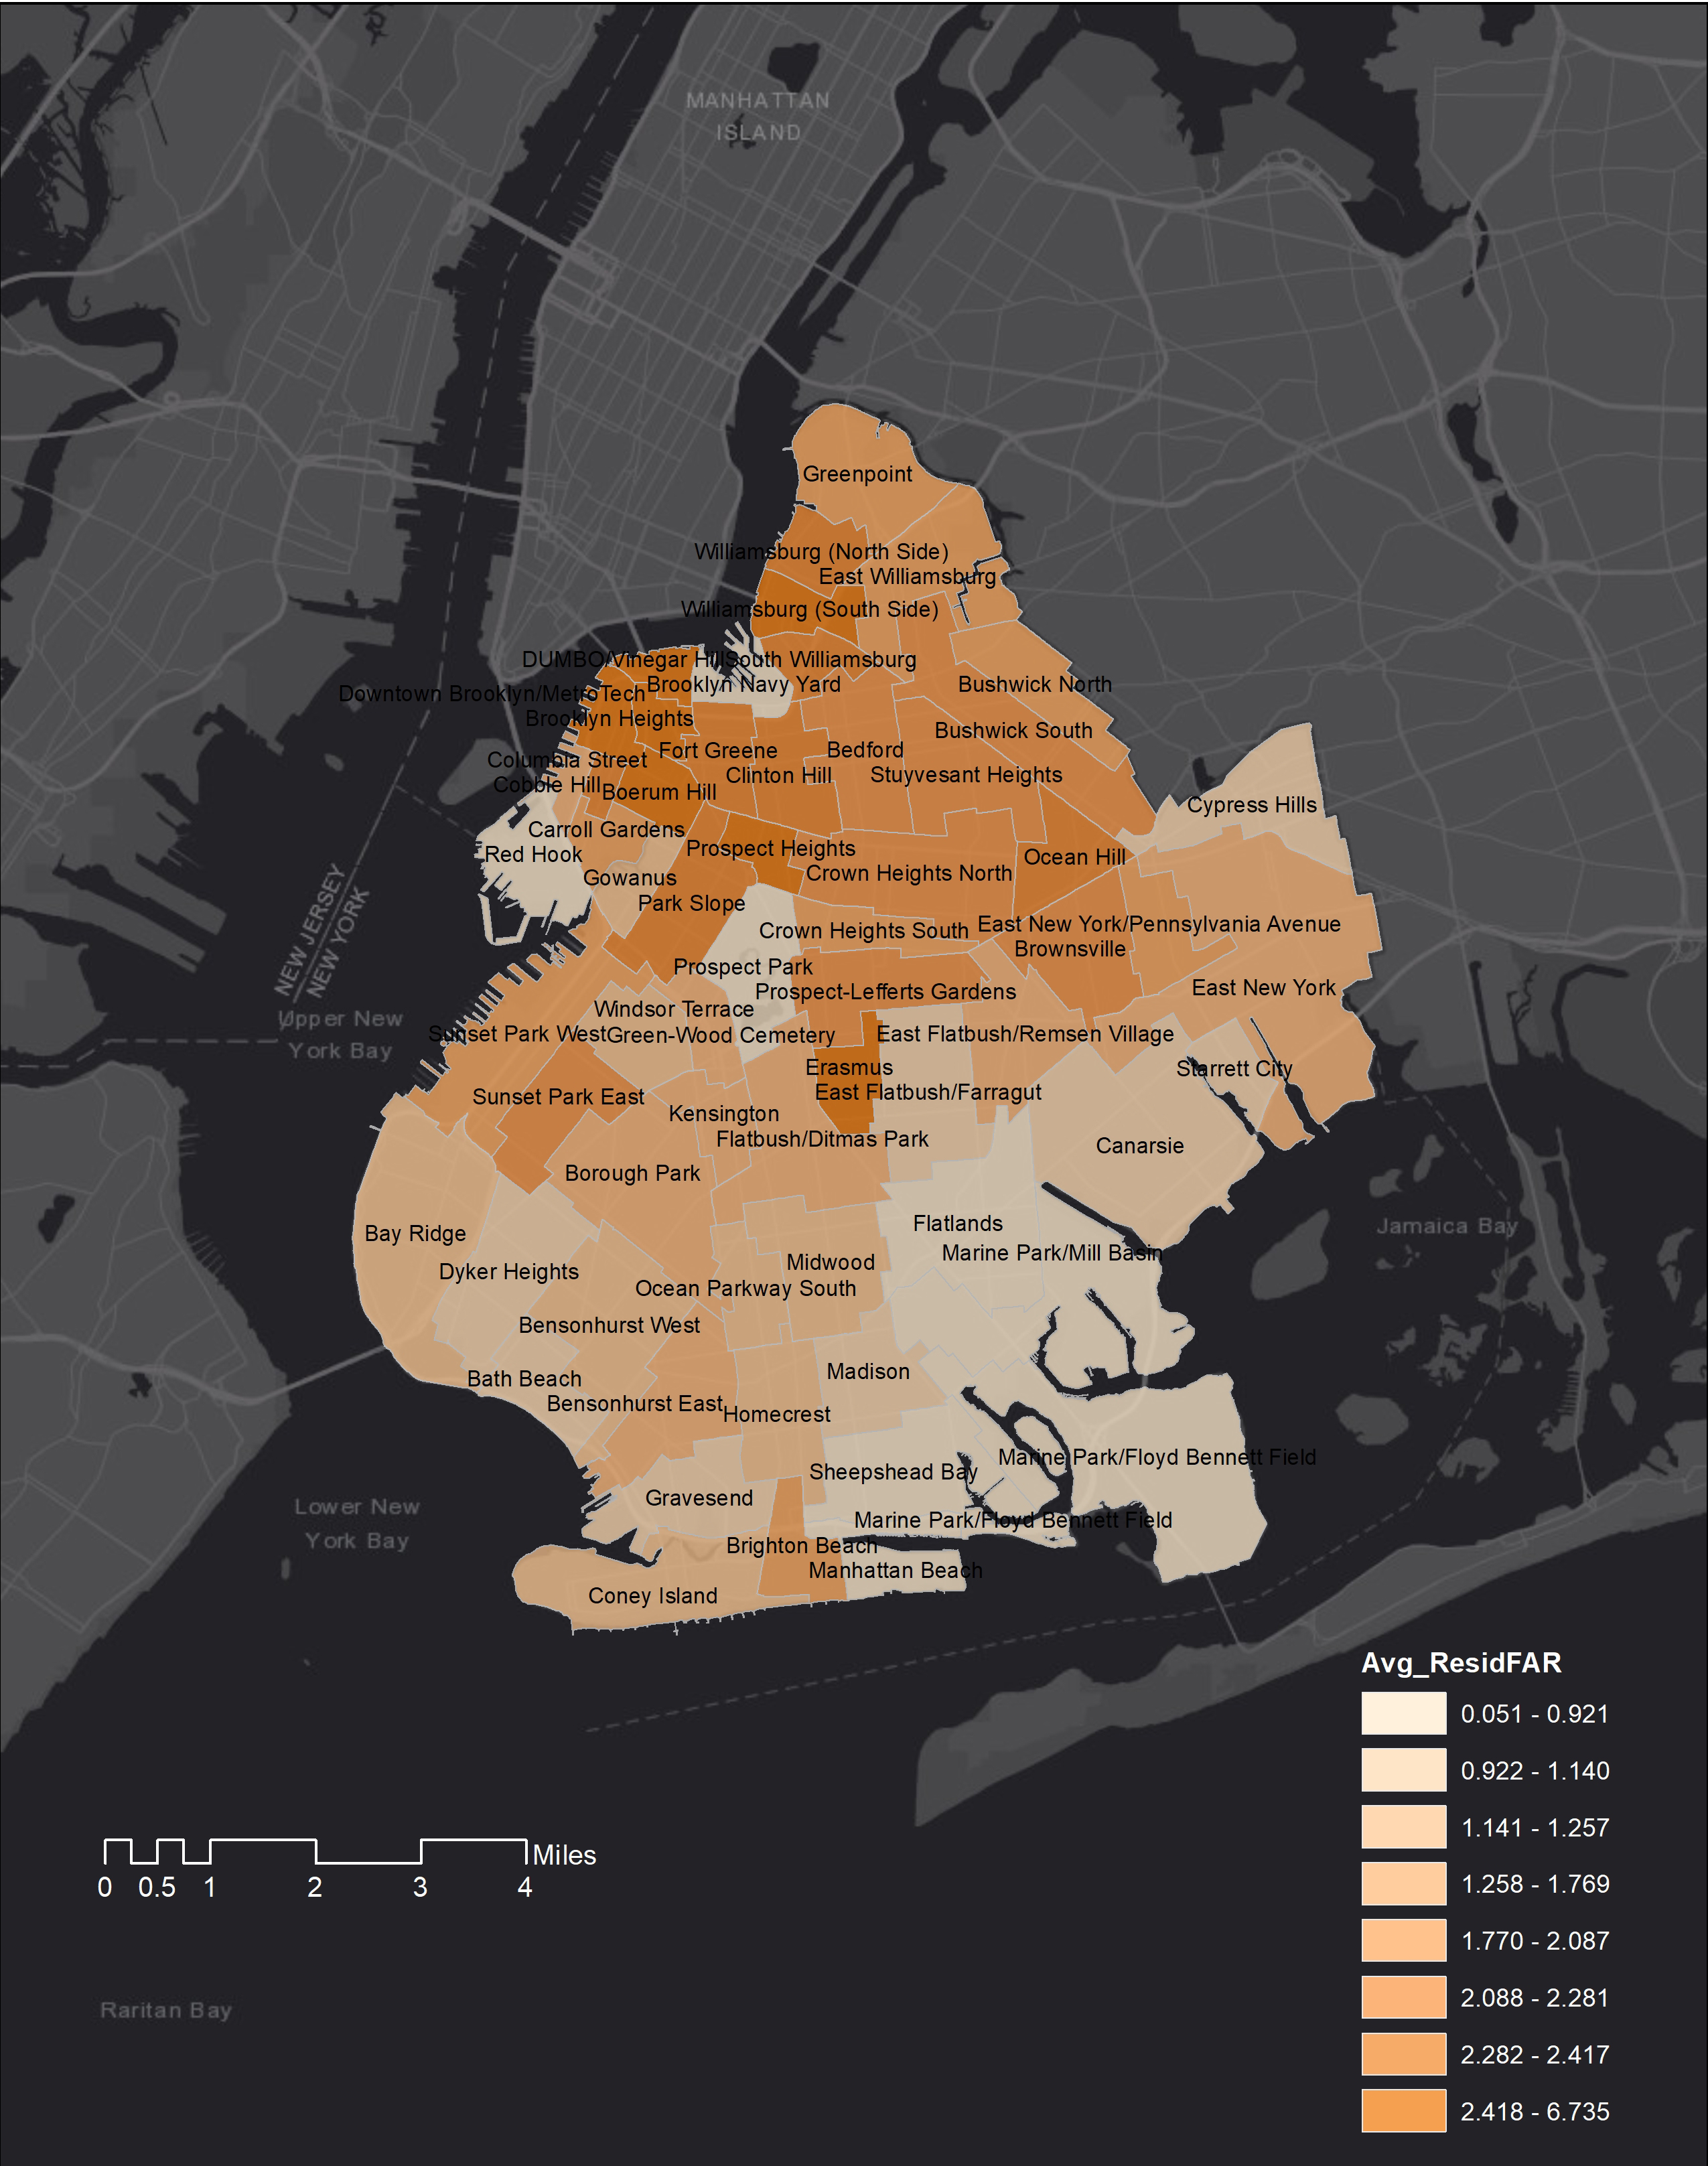 MANHATTAN
ISLAND
Greenpoint
Williamsburg (North Side)
East Williamsburg
Williamsburg (South Side)
DUMBO/Vinegar Hill
South Williamsburg
Downtown Brooklyn/MetroTech
Brooklyn Navy Yard
Bushwick North
Brooklyn Heights
Bushwick South
Columbia Street
Fort Greene
Bedford
Clinton Hill
Stuyvesant Heights
Cobble Hill
Boerum Hill
Cypress Hills
Carroll Gardens
Red Hook
Prospect Heights
Ocean Hill
Crown Heights North
Gowanus
Park Slope
Crown Heights South
East New York/Pennsylvania Avenue
Brownsville
NEW JERSEY
NEW YORK
Prospect Park
Prospect-Lefferts Gardens
East New York
Windsor Terrace
Upper New
York Bay
Sunset Park West
Green-Wood Cemetery
East Flatbush/Remsen Village
Erasmus
Starrett City
Sunset Park East
East Flatbush/Farragut
Kensington
Flatbush/Ditmas Park
Canarsie
Borough Park
Bay Ridge
Flatlands
Jamaica Bay
Marine Park/Mill Basin
Dyker Heights
Midwood
Ocean Parkway South
Bensonhurst West
Bath Beach
Madison
Bensonhurst East
Homecrest
Marine Park/Floyd Bennett Field
Sheepshead Bay
Gravesend
Lower New
York Bay
Marine Park/Floyd Bennett Field
Brighton Beach
Manhattan Beach
Coney Island
Avg_ResidFAR
0.051 - 0.921
0.922 - 1.140
1.141 - 1.257
1.258 - 1.769
1.770 - 2.087
2.088 - 2.281
2.282 - 2.417
2.418 - 6.735
Miles
0 0.5 1 2 3 4
Raritan Bay